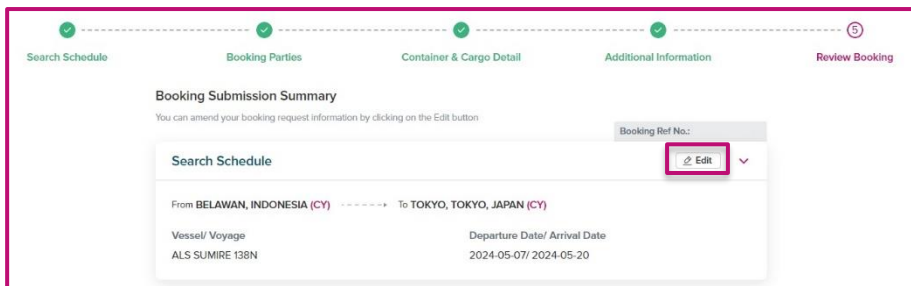 5
Search Schedule
Booking Parties
Container & Cargo Detail
Additional Information
Review Booking
Booking Submission Summary
You can amend your booking request information by clicking on the Edit button
Booking Ref No.:
Search Schedule
Edit
From BELAWAN, INDONESIA (CY) To TOKYO, TOKYO, JAPAN (CY)
Vessel/ Voyage
Departure Date/ Arrival Date
ALS SUMIRE 138N
2024-05-07/ 2024-05-20